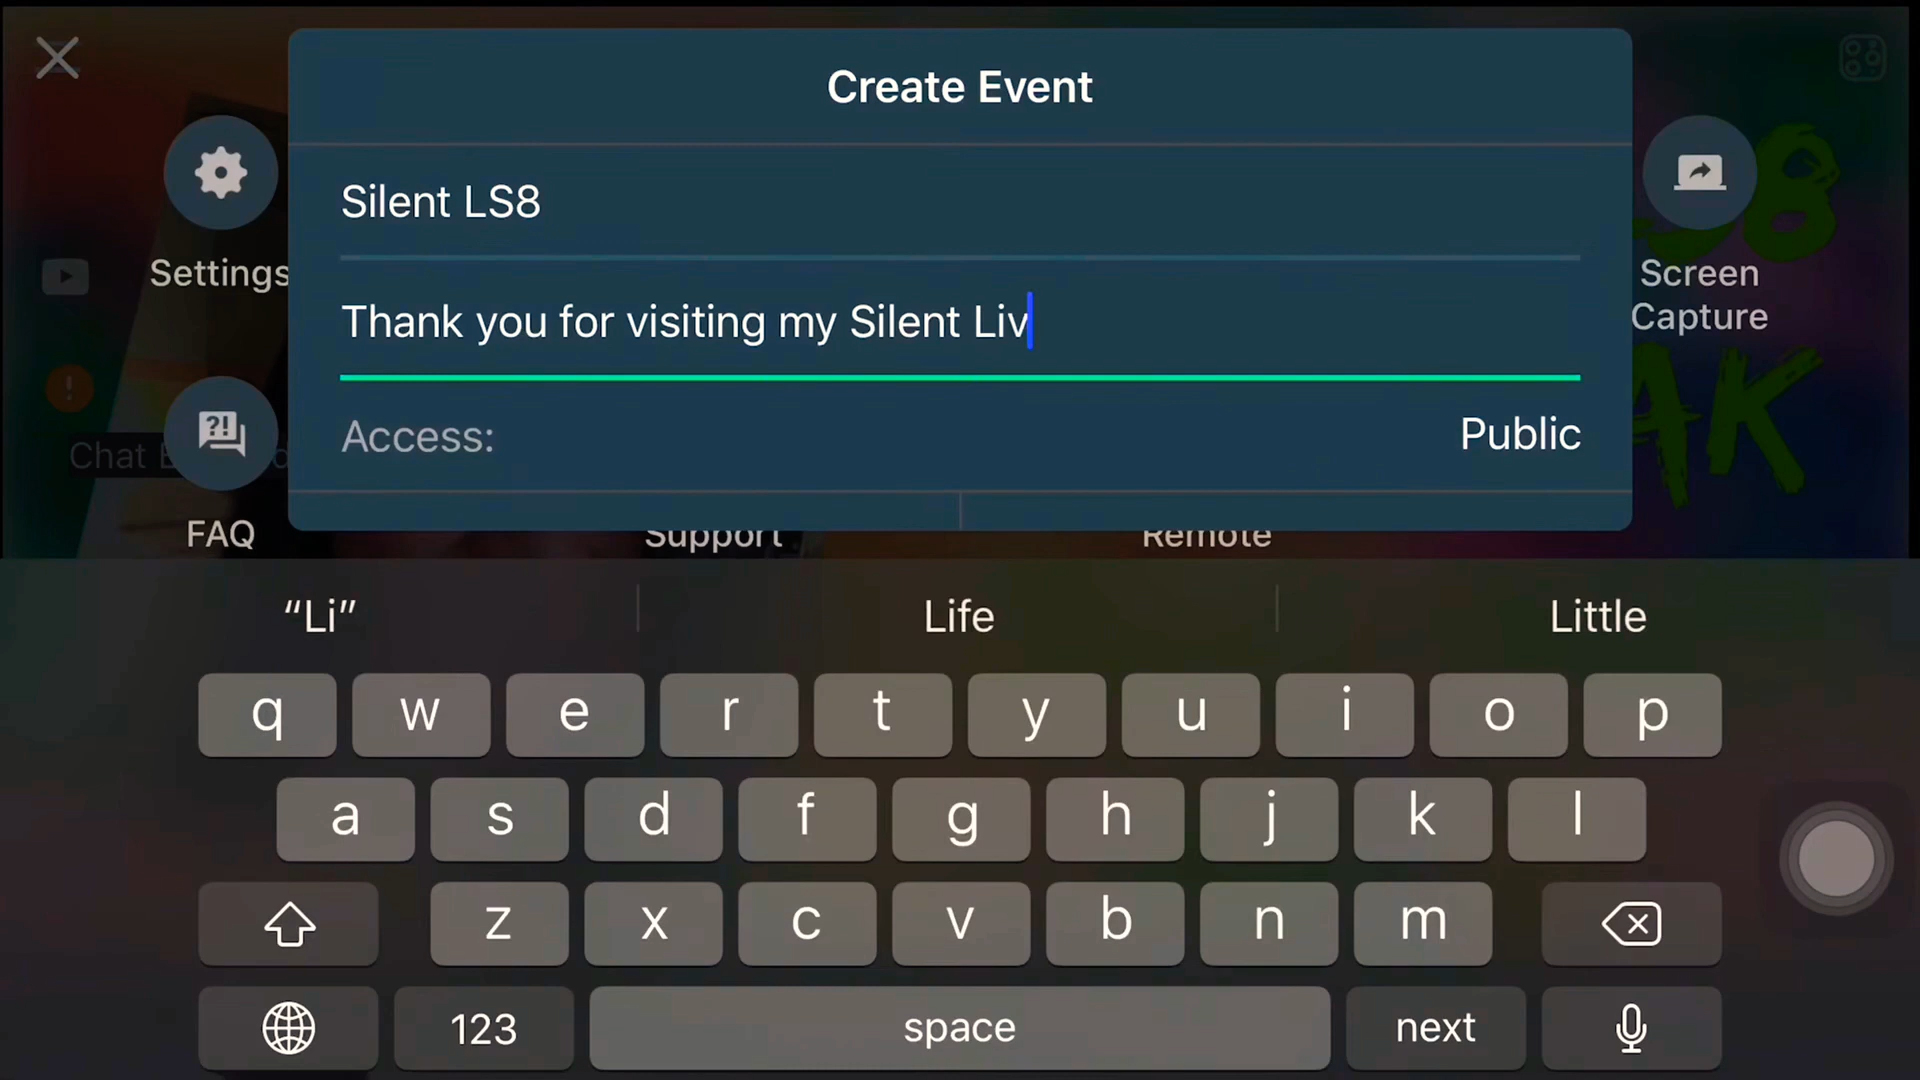 Create Event
Silent LS8
Thank you for visiting my Silent Liv
Access:
Public
Settings
Screen
Capture
Chat
FAQ
Support
Remote
“Li”
Life
Little
q w e r t y u i o p
a s d f g h j k l
z x c v b n m
123
space
next